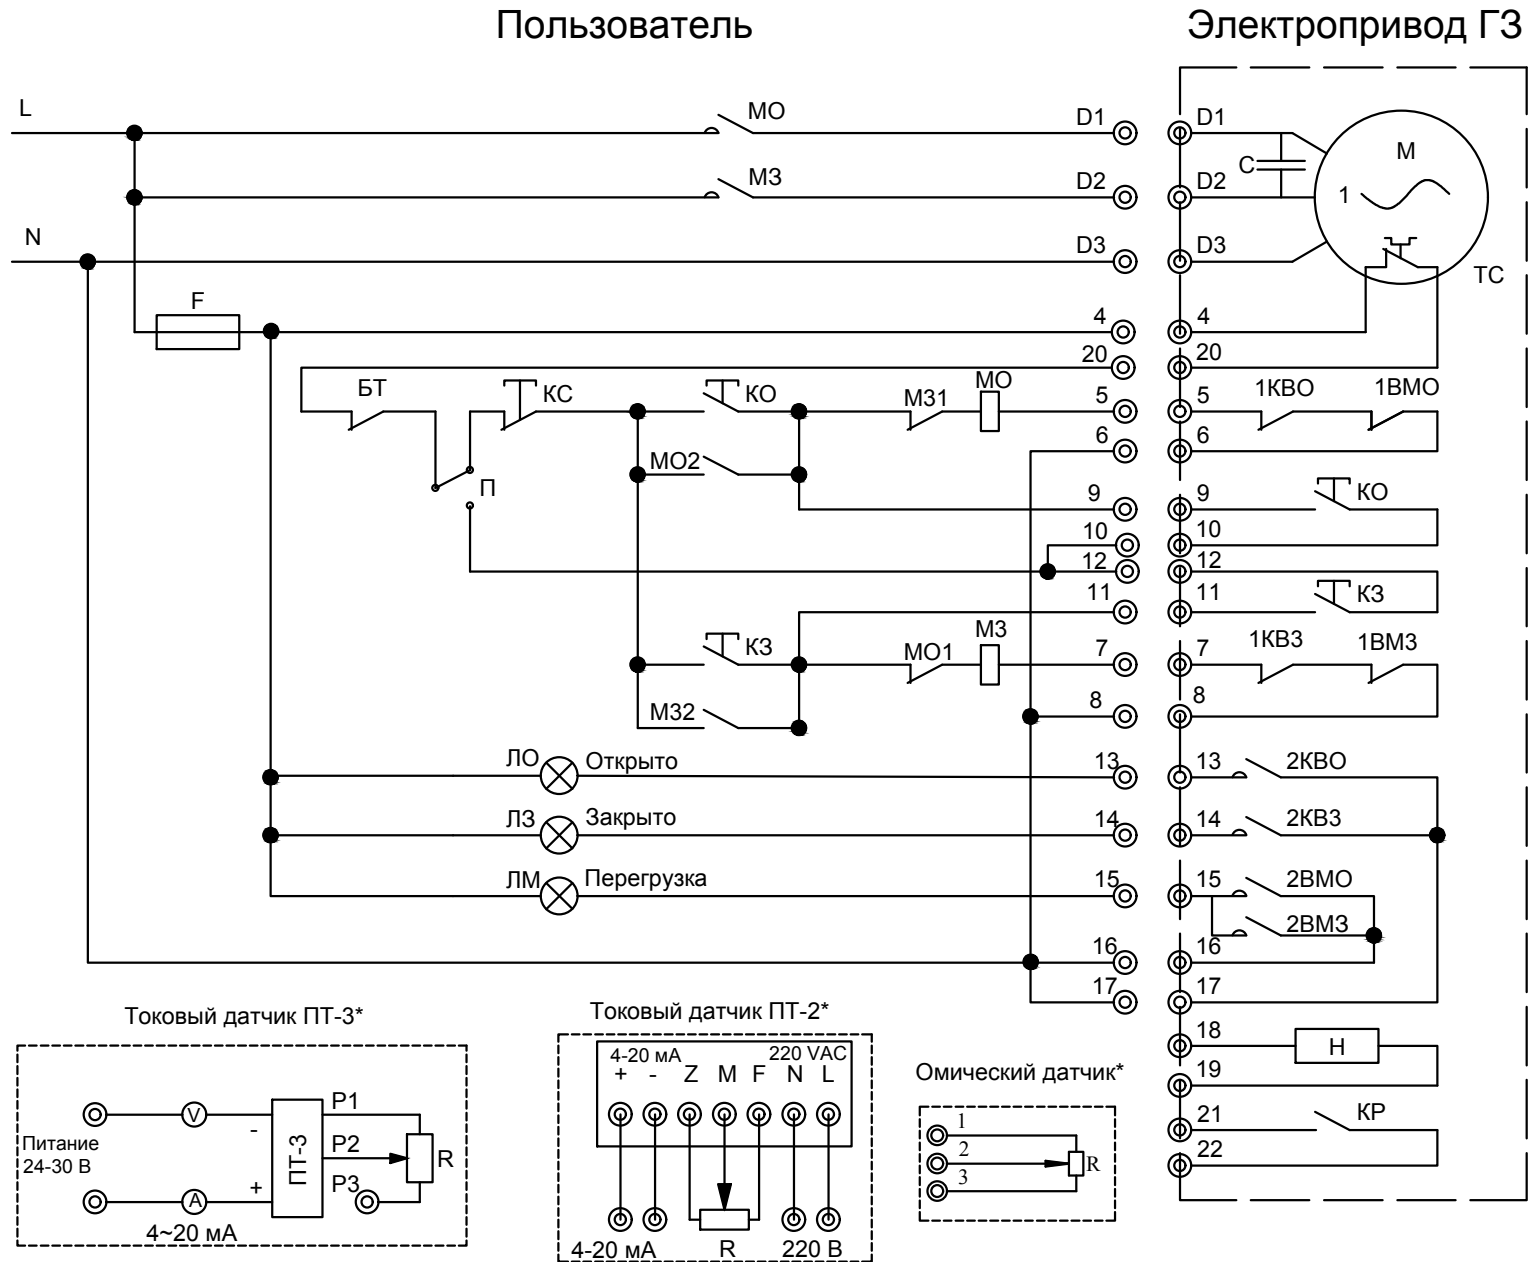 Пользователь
Электропривод ГЗ
L
МО
D1
D1
М
С
МЗ
D2
D2
1
N
D3
D3
ТС
F
4
4
20
20
БТ
КС
КО
МЗ1
МО
5
5
1КВО
1ВМО
6
6
МО2
П
9
9
КО
10
10
12
12
11
11
КЗ
КЗ
МО1
МЗ
7
7
1КВЗ
1ВМЗ
МЗ2
8
8
ЛО
Открыто
13
13
2КВО
ЛЗ
Закрыто
14
14
2КВЗ
ЛМ
Перегрузка
15
15
2ВМО
2ВМЗ
16
16
17
17
18
Н
19
21
КР
22
Токовый датчик ПТ-3*
Питание
24-30 В
V
-
A
+
ПТ-3
P1
P2
P3
R
4~20 мА
Токовый датчик ПТ-2*
4-20 мА
220 VAC
+ - Z M F N L
4-20 мА
R
220 В
Омический датчик*
1
2
3
R